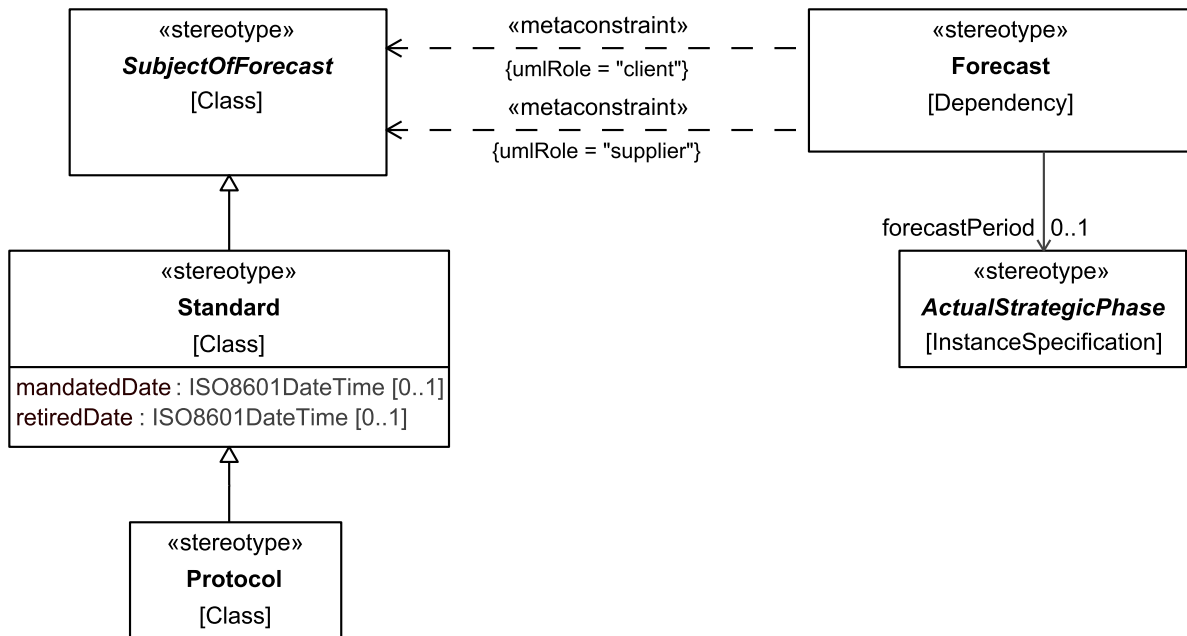 «stereotype»
SubjectOfForecast
[Class]
«metaconstraint»
{umlRole = "client"}
«metaconstraint»
{umlRole = "supplier"}
«stereotype»
Forecast
[Dependency]
forecastPeriod 0..1
«stereotype»
Standard
[Class]
mandatedDate : ISO8601DateTime [0..1]
retiredDate : ISO8601DateTime [0..1]
«stereotype»
ActualStrategicPhase
[InstanceSpecification]
«stereotype»
Protocol
[Class]